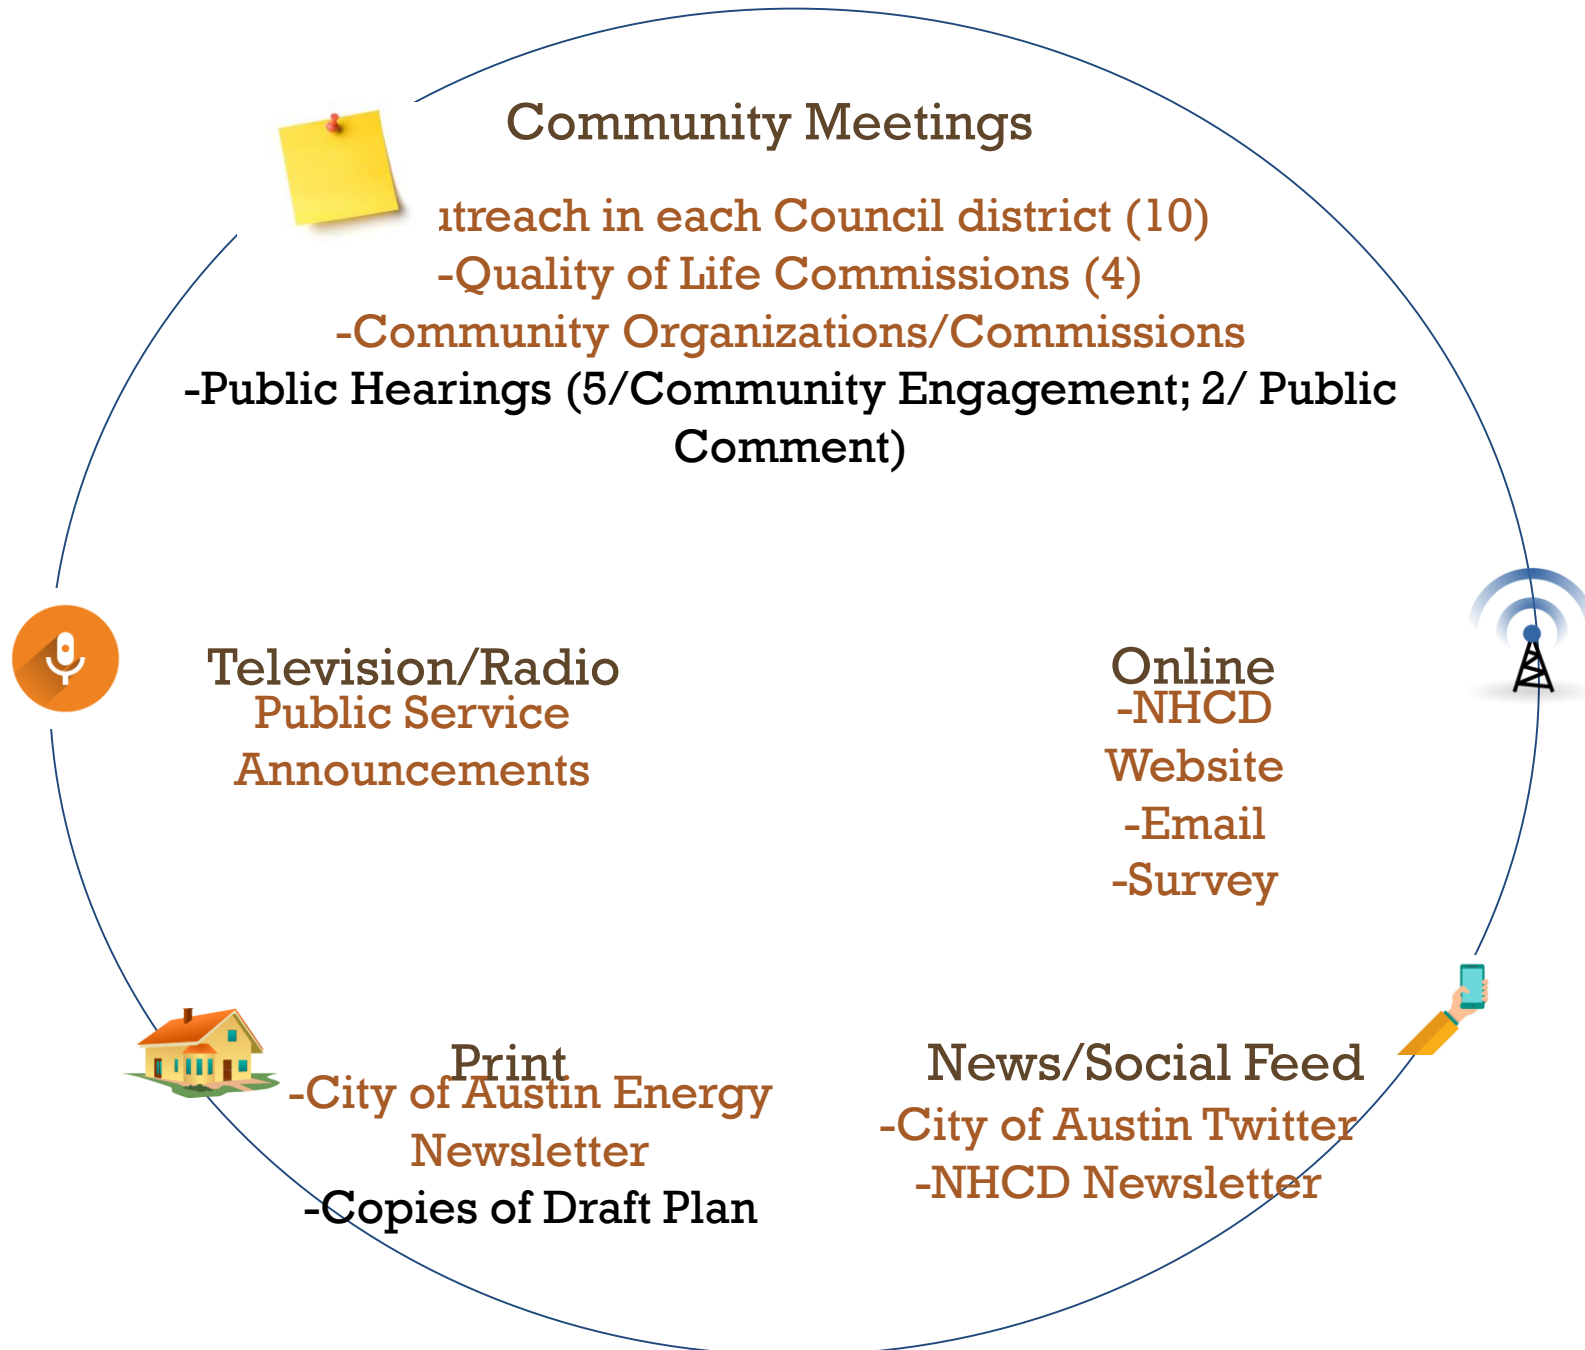 Community Meetings
in each Council district (10)
-Quality of Life Commissions (4)
-Community Organizations/Commissions
-Public Hearings (5/Community Engagement; 2/ Public
Comment)
Television/Radio
Public Service
Announcements
Online
-NHCD
Website
-Email
-Survey
Print
-City of Austin Energy
Newsletter
-Copies of Draft Plan
News/Social Feed
-City of Austin Twitter
-NHCD Newsletter